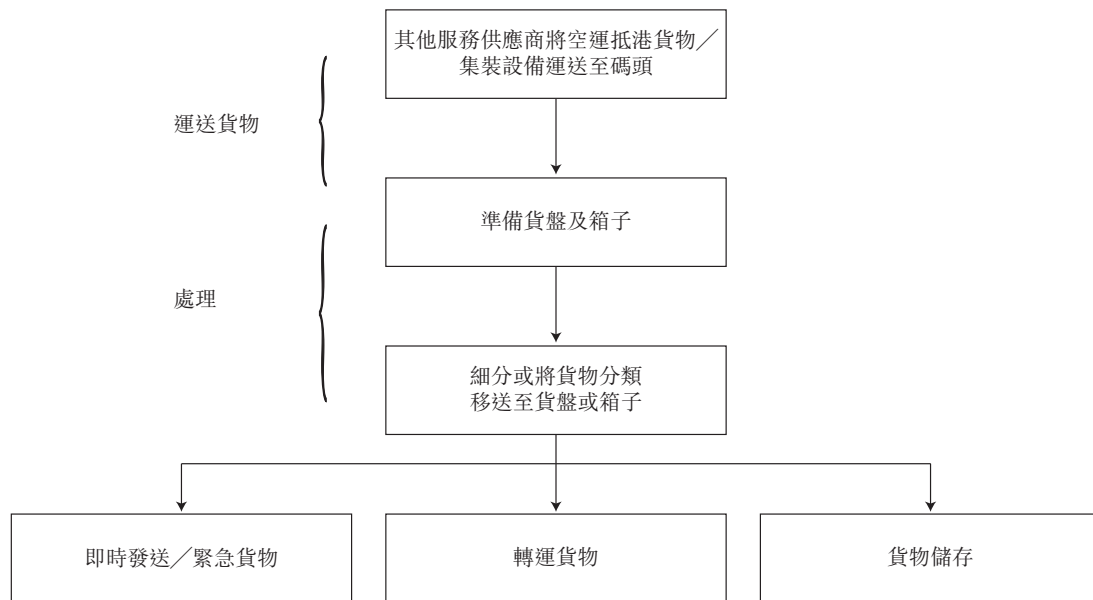 其他服務供應商將空運抵港貨物／
集裝設備運送至碼頭
運送貨物
準備貨盤及箱子
處理
細分或將貨物分類
移送至貨盤或箱子
即時發送／緊急貨物
轉運貨物
貨物儲存